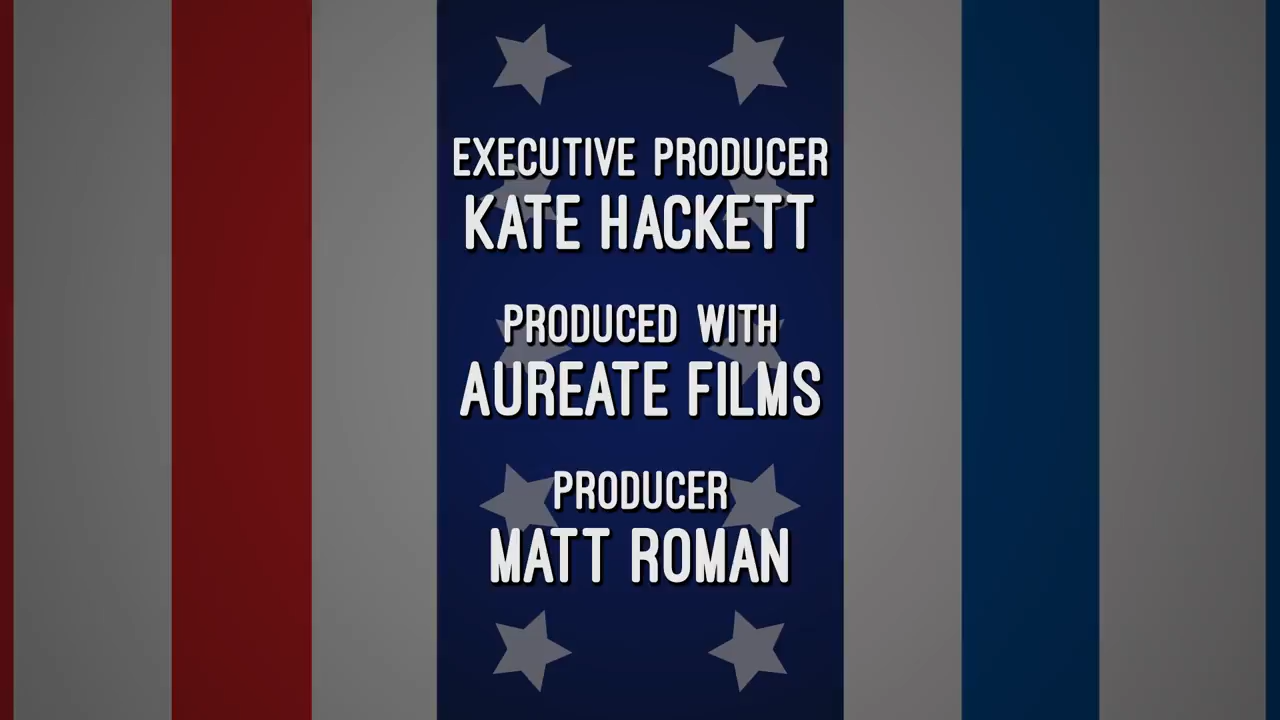 EXECUTIVE PRODUCER
KATE HACKETT
PRODUCED WITH
AUREATE FILMS
PRODUCER
MATT ROMAN